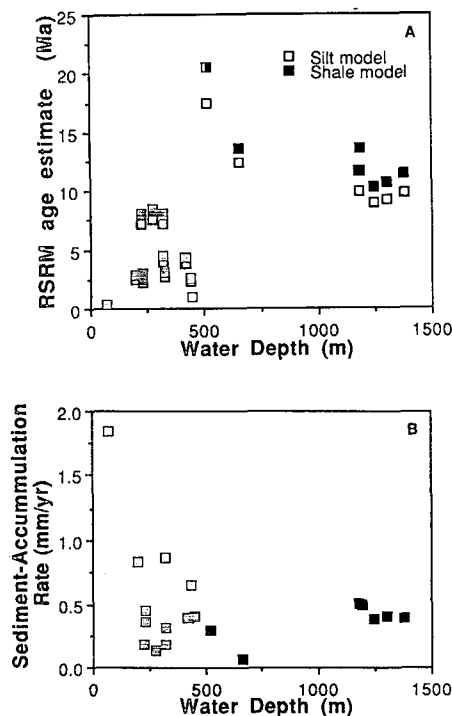 RSRM age estimate (Ma)
25
20
15
10
5
0
A
Silt model
Shale model
0
500
1000
1500
Water Depth (m)
Sediment-Accummulation
Rate (mm/yr)
2.0
1.5
1.0
0.5
0.0
B
0
500
1000
1500
Water Depth (m)